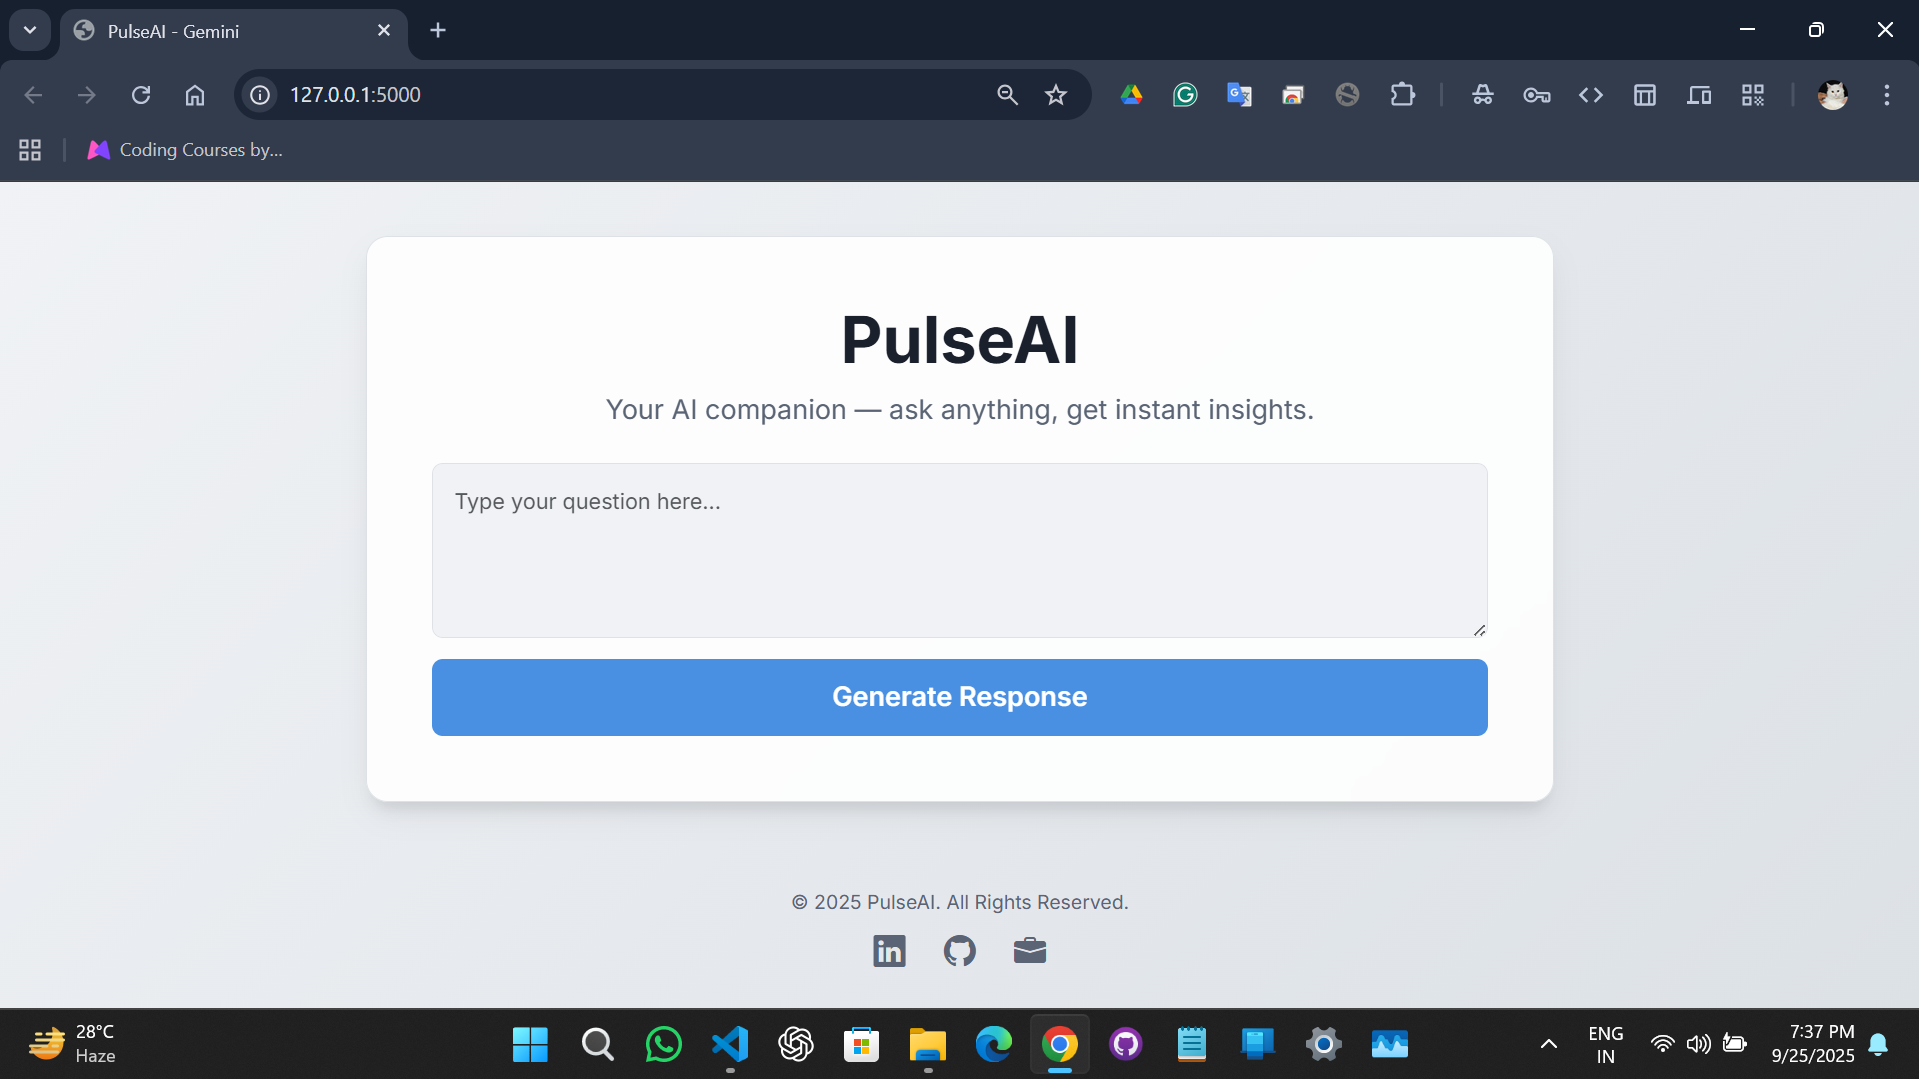 PulseAI - Gemini
127.0.0.1:5000
Coding Courses by...
PulseAI
Your AI companion — ask anything, get instant insights.
Type your question here...
Generate Response
© 2025 PulseAI. All Rights Reserved.
28°C
Haze
ENG
IN
7:37 PM
9/25/2025